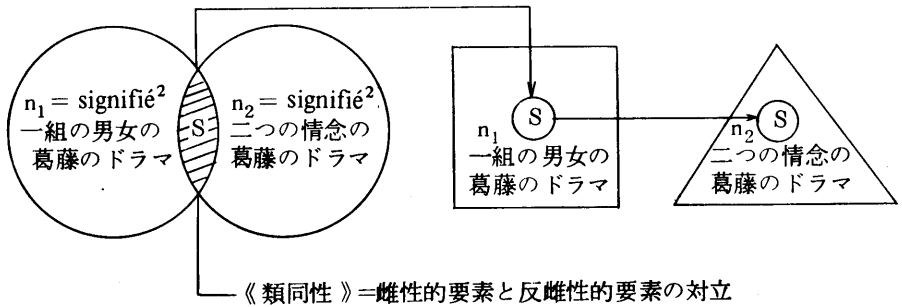 n₁ = signifié²
一組の男女の
葛藤のドラマ
S
n₂ = signifié²
二つの情念の
葛藤のドラマ
S
n₁
一組の男女の
葛藤のドラマ
S
n₂
二つの情念の
葛藤のドラマ
《類同性》=雌性的要素と反雌性的要素の対立